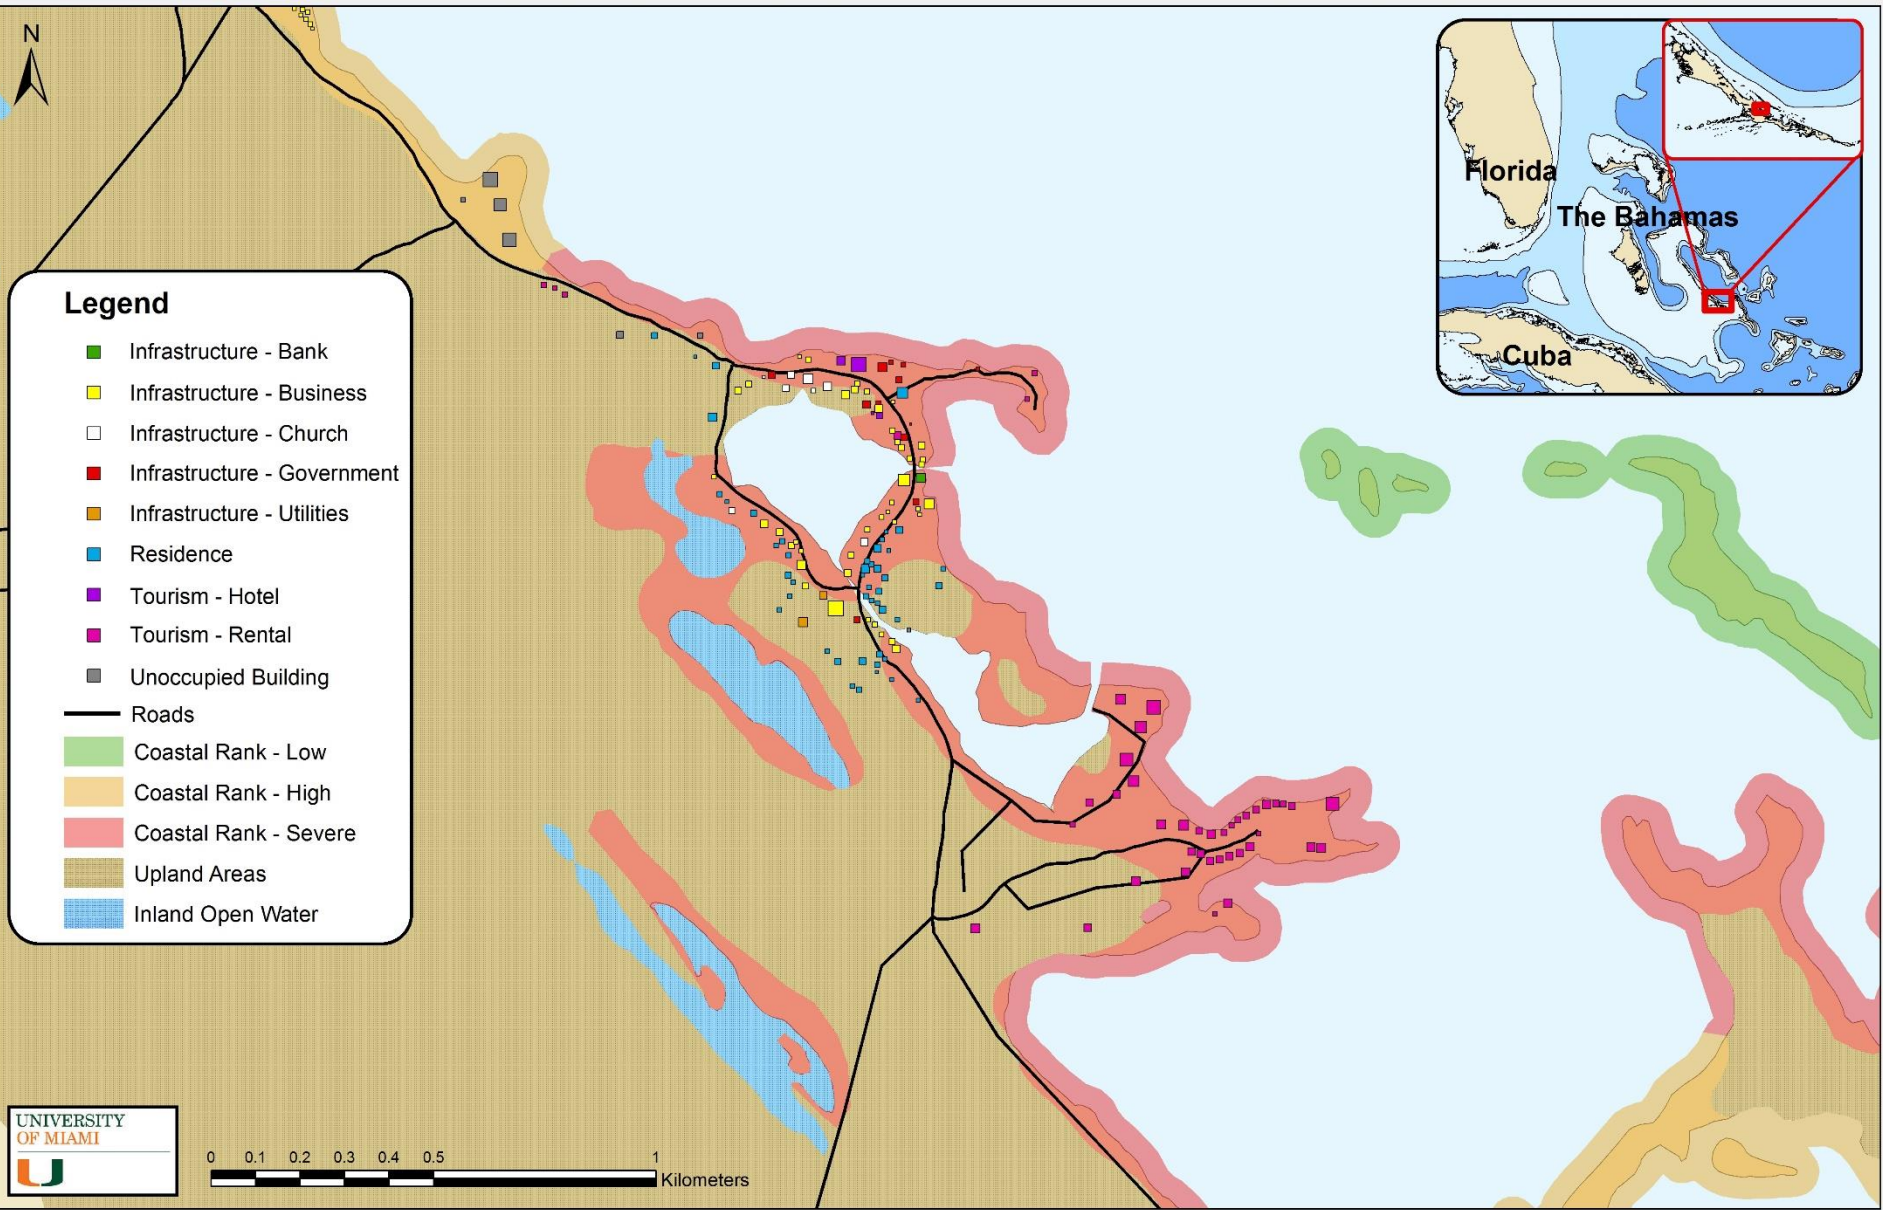 N
Florida
The Bahamas
Cuba
Legend
Infrastructure - Bank
Infrastructure - Business
Infrastructure - Church
Infrastructure - Government
Infrastructure - Utilities
Residence
Tourism - Hotel
Tourism - Rental
Unoccupied Building
Roads
Coastal Rank - Low
Coastal Rank - High
Coastal Rank - Severe
Upland Areas
Inland Open Water
UNIVERSITY
OF MIAMI
0 0.1 0.2 0.3 0.4 0.5 1
Kilometers